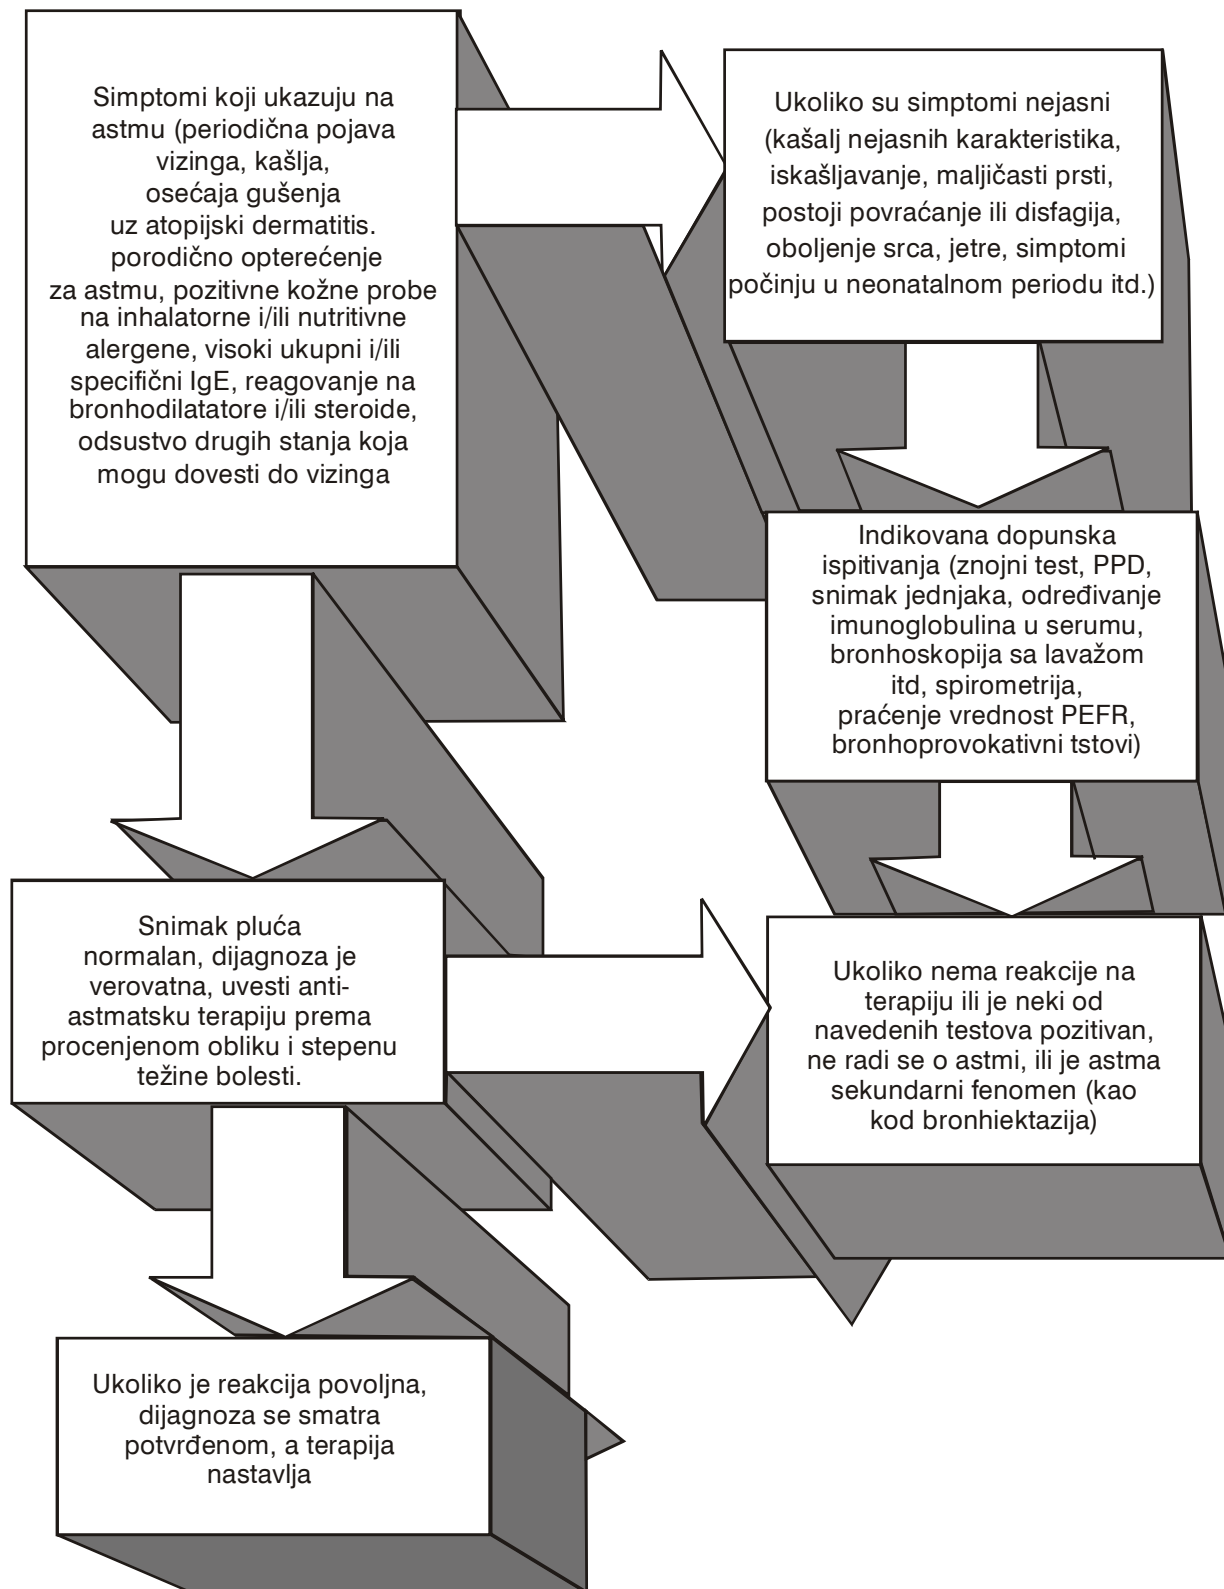 Simptomi koji ukazuju na
astmu (periodična pojava
vizinga, kašlja,
osećaja gušenja
uz atopijski dermatitis.
porodično opterećenje
za astmu, pozitivne kožne probe
na inhalatorne i/ili nutritivne
alergene, visoki ukupni i/ili
specifični IgE, reagovanje na
bronhodilatatore i/ili steroide,
odsustvo drugih stanja koja
mogu dovesti do vizinga
Ukoliko su simptomi nejasni
(kašalj nejasnih karakteristika,
iskašljavanje, maljičasti prsti,
postoji povraćanje ili disfagija,
oboljenje srca, jetre, simptomi
počinju u neonatalnom periodu itd.)
Indikovana dopunska
ispitivanja (znojni test, PPD,
snimak jednjaka, određivanje
imunoglobulina u serumu,
bronhoskopija sa lavažom
itd, spirometrija,
praćenje vrednost PEFR,
bronhoprovokativni tstovi)
Snimak pluća
normalan, dijagnoza je
verovatna, uvesti anti-
astmatsku terapiju prema
procenjenom obliku i stepenu
težine bolesti.
Ukoliko nema reakcije na
terapiju ili je neki od
navedenih testova pozitivan,
ne radi se o astmi, ili je astma
sekundarni fenomen (kao
kod bronhiektazija)
Ukoliko je reakcija povoljna,
dijagnoza se smatra
potvrđenom, a terapija
nastavlja